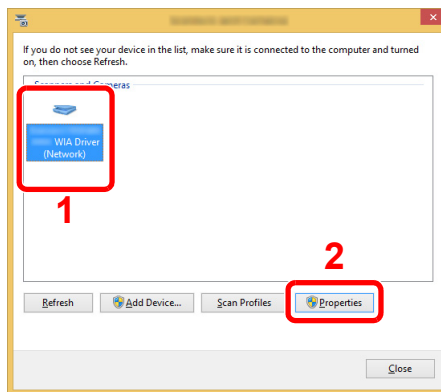 If you do not see your device in the list, make sure it is connected to the computer and turned
on, then choose Refresh.
Scanners and Cameras
WIA Driver
(Network)
1
2
Refresh
Add Device...
Scan Profiles
Properties
Close